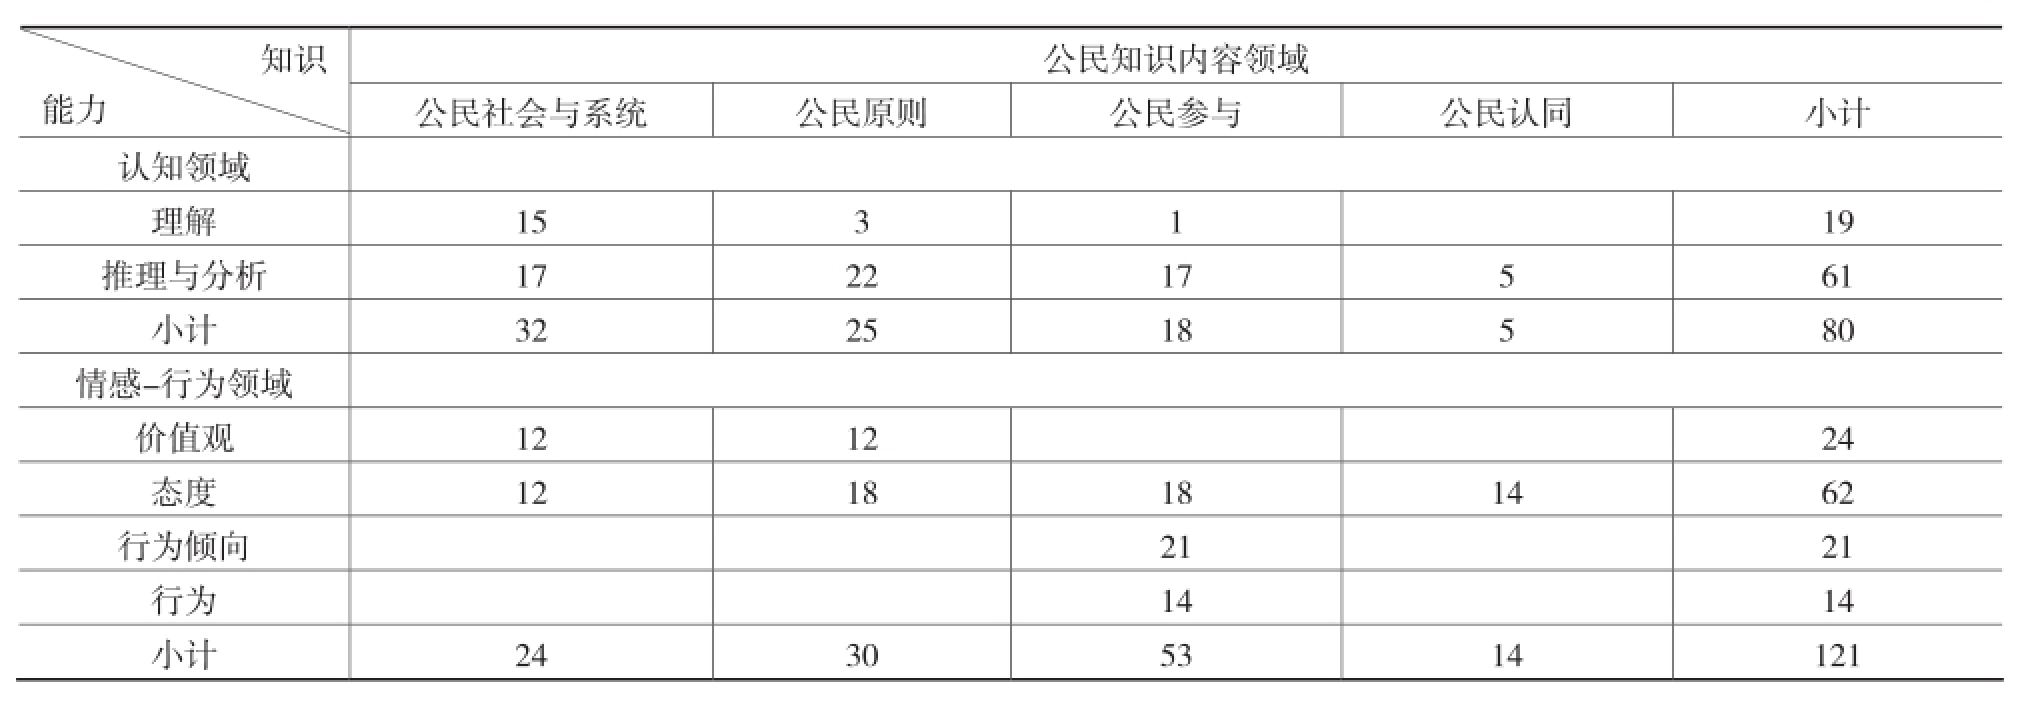 知识 公民知识内容领域
能力 公民社会与系统 公民原则 公民参与 公民认同 小计
认知领域
理解 15 3 1 19
推理与分析 17 22 17 5 61
小计 32 25 18 5 80
情感–行为领域
价值观 12 12 24
态度 12 18 18 14 62
行为倾向 21 21
行为 14 14
小计 24 30 53 14 121